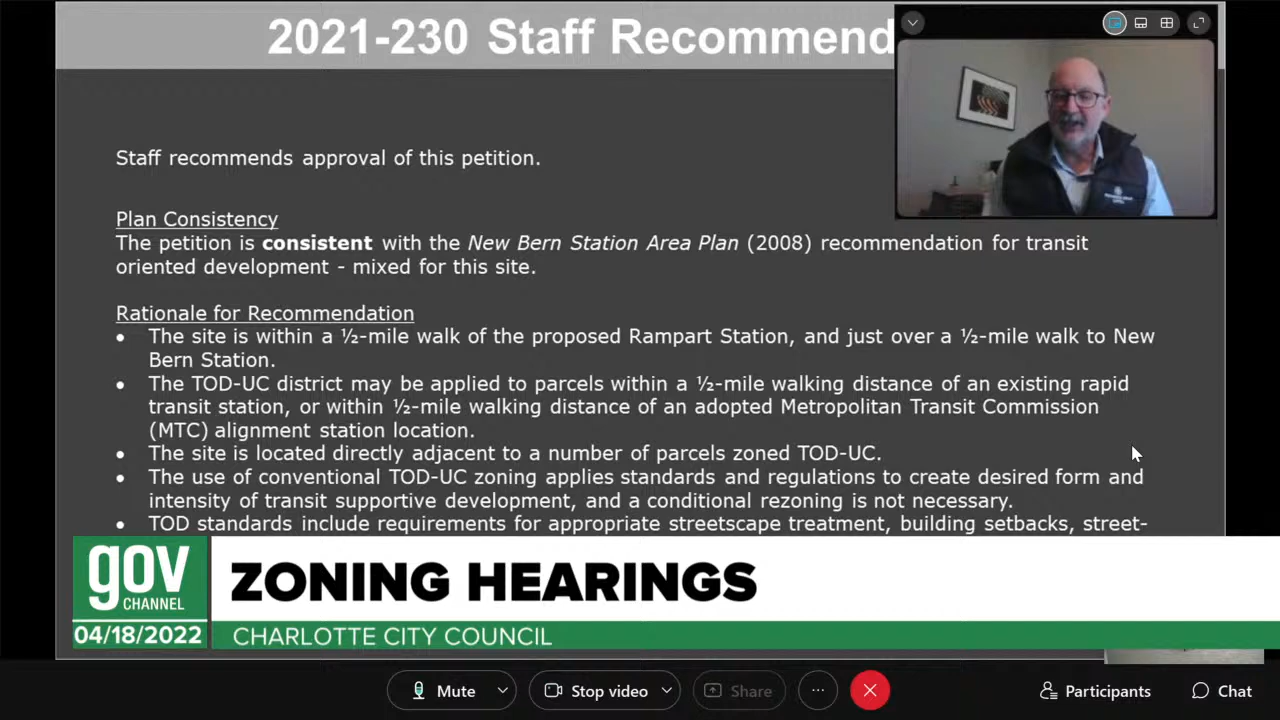 2021-230 Staff Recommend
Staff recommends approval of this petition.
Plan Consistency
The petition is consistent with the New Bern Station Area Plan (2008) recommendation for transit
oriented development - mixed for this site.
Rationale for Recommendation
• The site is within a ½-mile walk of the proposed Rampart Station, and just over a ½-mile walk to New
Bern Station.
• The TOD-UC district may be applied to parcels within a ½-mile walking distance of an existing rapid
transit station, or within ½-mile walking distance of an adopted Metropolitan Transit Commission
(MTC) alignment station location.
• The site is located directly adjacent to a number of parcels zoned TOD-UC.
• The use of conventional TOD-UC zoning applies standards and regulations to create desired form and
intensity of transit supportive development, and a conditional rezoning is not necessary.
• TOD standards include requirements for appropriate streetscape treatment, building setbacks, street-
gov
CHANNEL
04/18/2022
ZONING HEARINGS
CHARLOTTE CITY COUNCIL
Mute
Stop video
Share
Participants
Chat